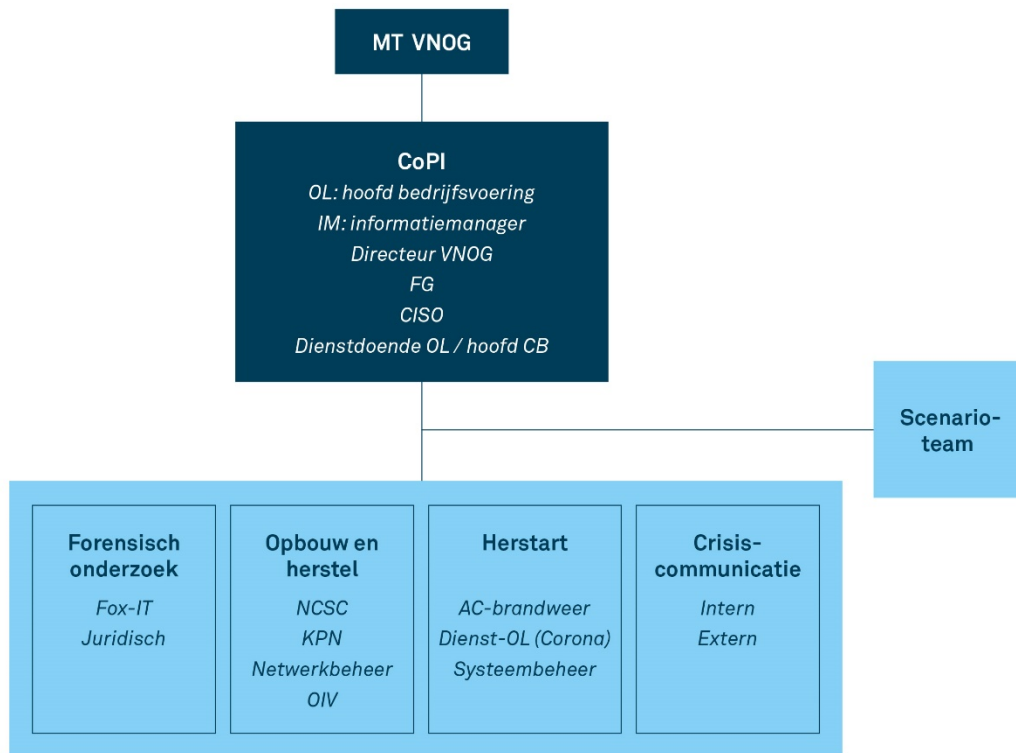 MT VNOG
CoPI
OL: hoofd bedrijfsvoering
IM: informatiemanager
Directeur VNOG
FG
CISO
Dienstdoende OL / hoofd CB
Scenario-
team
Forensisch
onderzoek
Fox-IT
Juridisch
Opbouw en
herstel
NCSC
KPN
Netwerkbeheer
OIV
Herstart
AC-brandweer
Dienst-OL (Corona)
Systeembeheer
Crisis-
communicatie
Intern
Extern